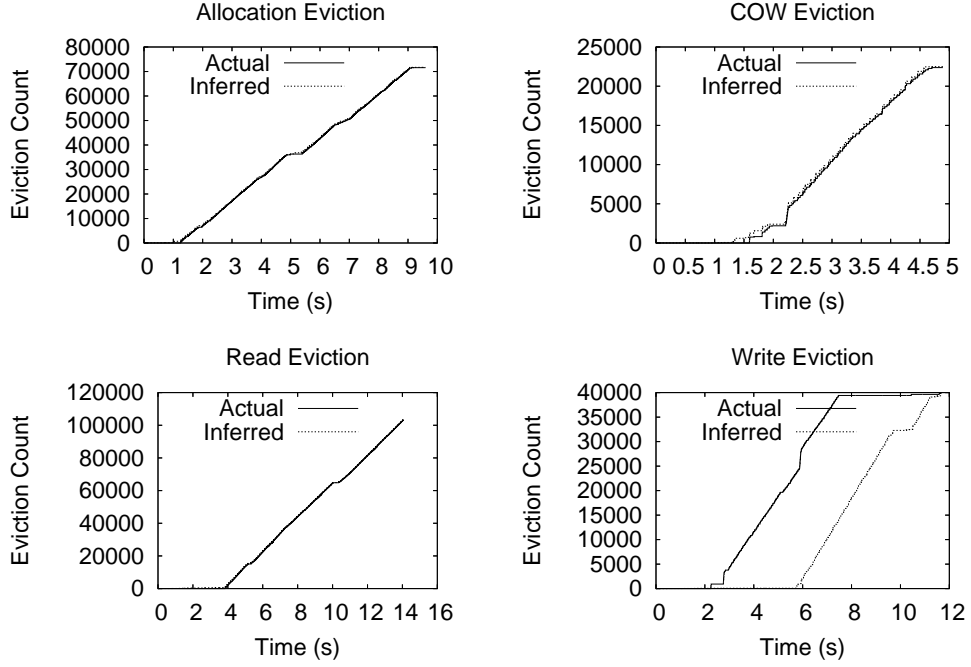 Allocation Eviction
80000
70000
60000
50000
40000
30000
20000
10000
0
Eviction Count
Actual
Inferred
0 1 2 3 4 5 6 7 8 9 10
Time (s)
COW Eviction
25000
20000
15000
10000
5000
0
Eviction Count
Actual
Inferred
0 0.5 1 1.5 2 2.5 3 3.5 4 4.5 5
Time (s)
Read Eviction
120000
100000
80000
60000
40000
20000
0
Eviction Count
Actual
Inferred
0 2 4 6 8 10 12 14 16
Time (s)
Write Eviction
40000
35000
30000
25000
20000
15000
10000
5000
0
Eviction Count
Actual
Inferred
0 2 4 6 8 10 12
Time (s)